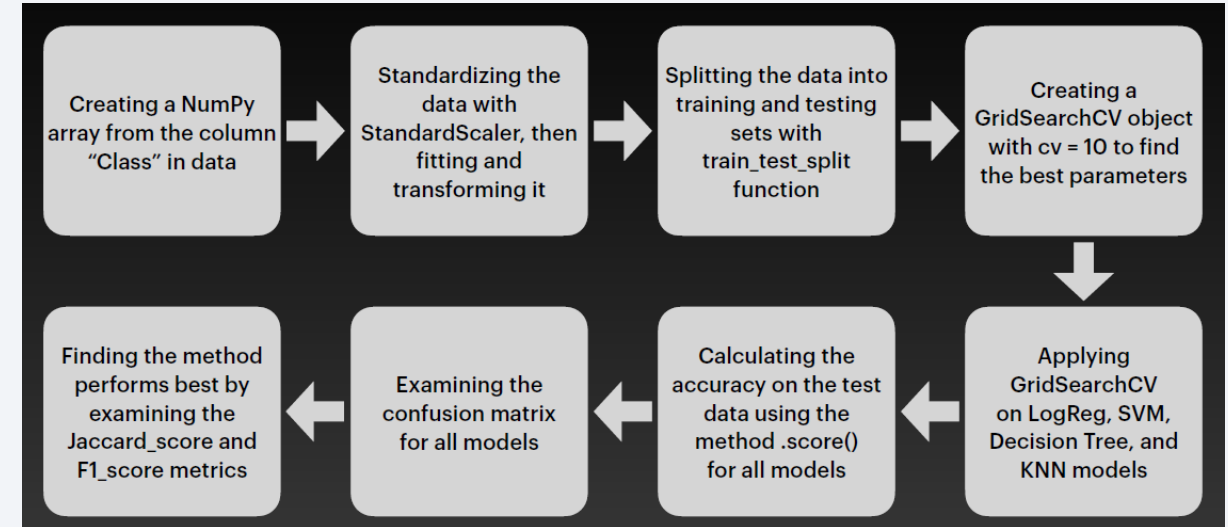 Creating a NumPy
array from the column
“Class” in data
Standardizing the
data with
StandardScaler, then
fitting and
transforming it
Splitting the data into
training and testing
sets with
train_test_split
function
Creating a
GridSearchCV object
with cv = 10 to find
the best parameters
Applying
GridSearchCV
on LogReg, SVM,
Decision Tree, and
KNN models
Calculating the
accuracy on the test
data using the
method .score()
for all models
Examining the
confusion matrix
for all models
Finding the method
performs best by
examining the
Jaccard_score and
F1_score metrics